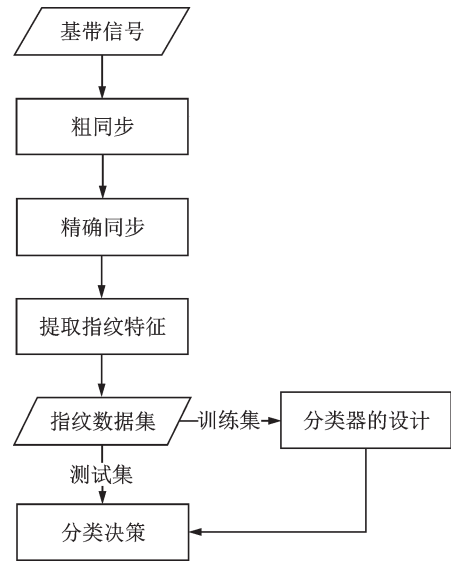 基带信号
粗同步
精确同步
提取指纹特征
指纹数据集
训练集
分类器的设计
测试集
分类决策